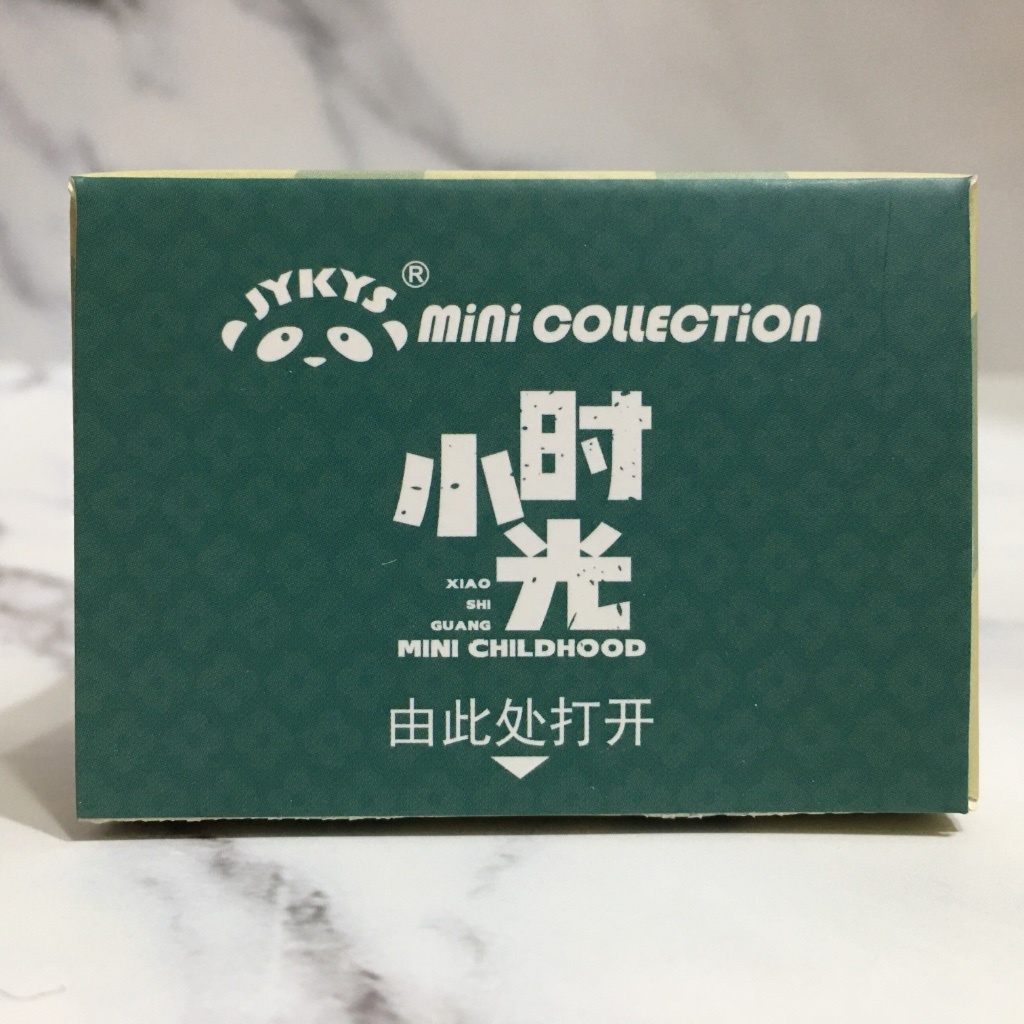 JYKYS®
mini COLLECTiON
小时
光
XIAO
SHI
GUANG
MINI CHILDHOOD
由此处打开